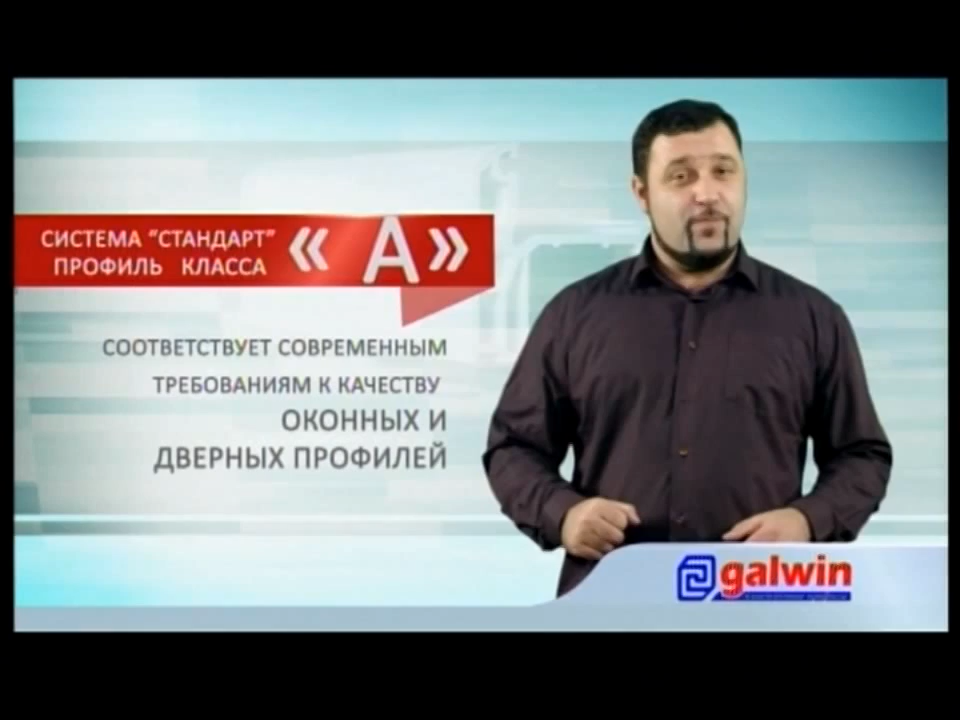 СИСТЕМА “СТАНДАРТ”
ПРОФИЛЬ КЛАССА
« А »
СООТВЕТСТВУЕТ СОВРЕМЕННЫМ
ТРЕБОВАНИЯМ К КАЧЕСТВУ
ОКОННЫХ И
ДВЕРНЫХ ПРОФИЛЕЙ
galwin